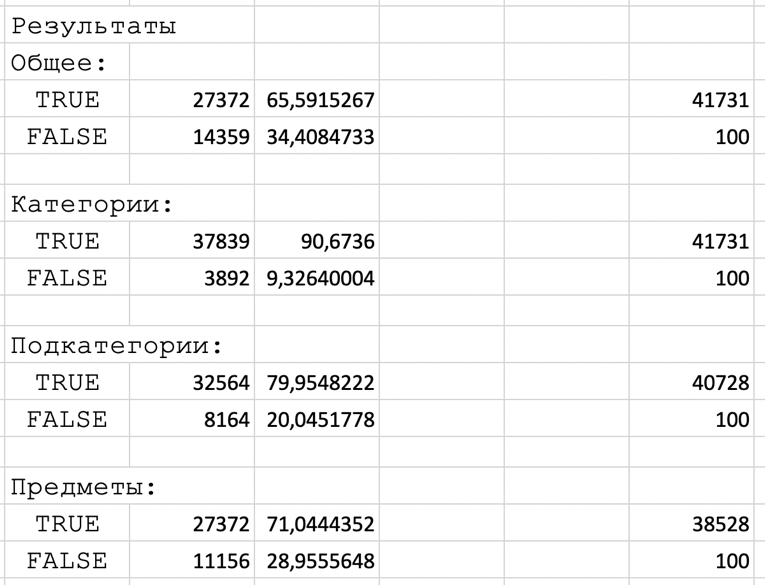 Результаты
Общее:
TRUE 27372 65,5915267 41731
FALSE 14359 34,4084733 100
Категории:
TRUE 37839 90,6736 41731
FALSE 3892 9,32640004 100
Подкатегории:
TRUE 32564 79,9548222 40728
FALSE 8164 20,0451778 100
Предметы:
TRUE 27372 71,0444352 38528
FALSE 11156 28,9555648 100